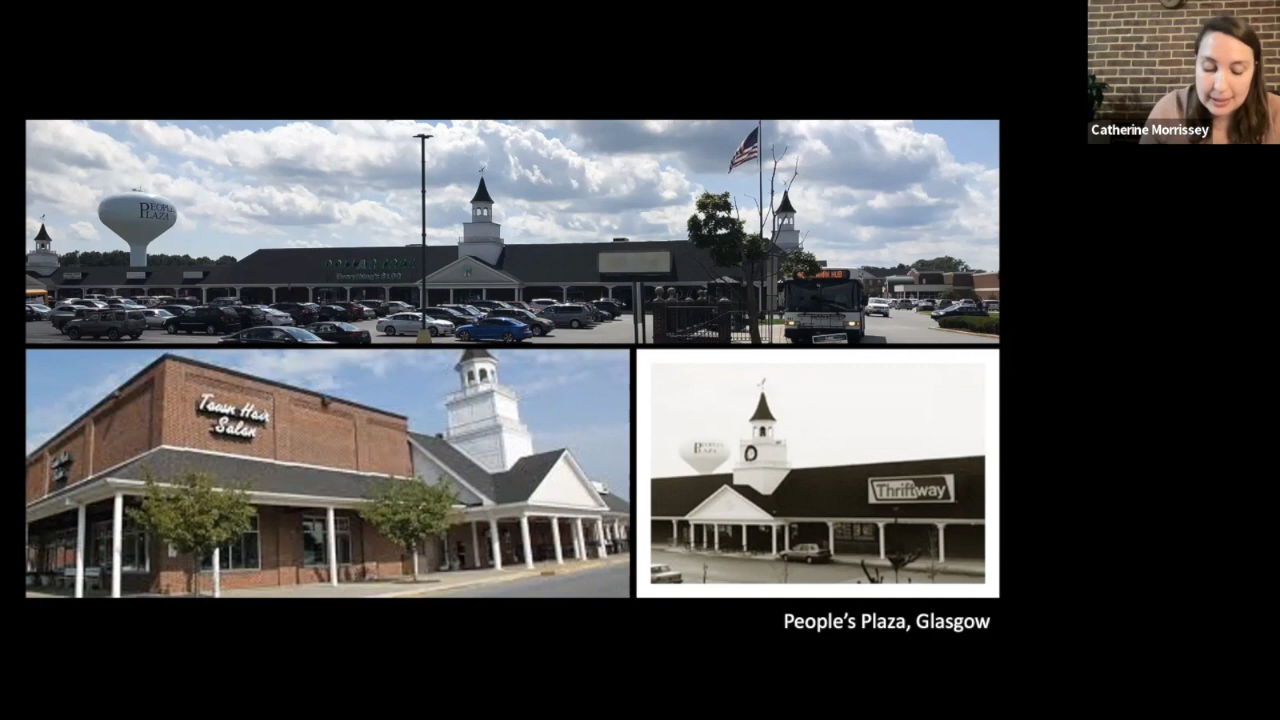 Catherine Morrissey
PEOPLES
PLAZA
Town Hair
Salon
PEOPLES
PLAZA
Thriftway
People's Plaza, Glasgow